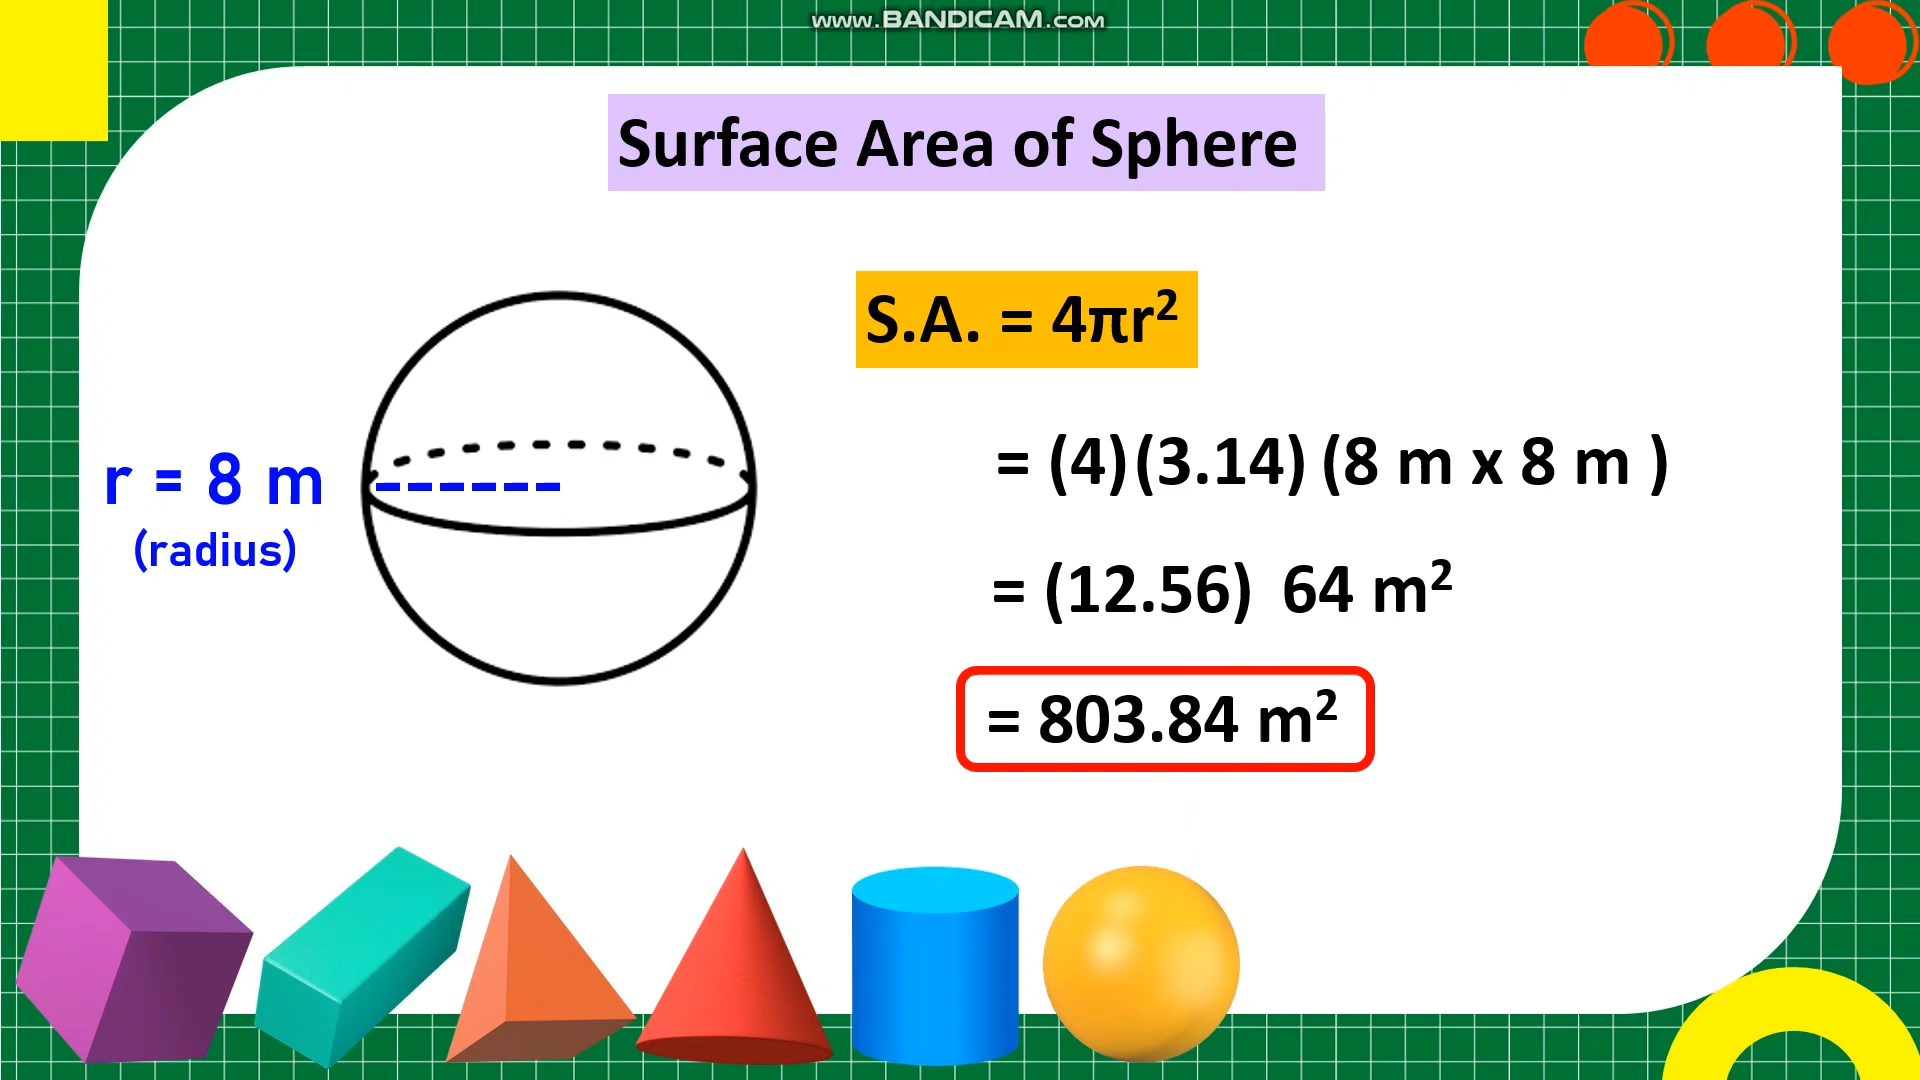 www.BANDICAM.com
Surface Area of Sphere
S.A. = 4πr²
= (4)(3.14)(8 m x 8 m )
r = 8 m
(radius)
= (12.56) 64 m²
= 803.84 m²